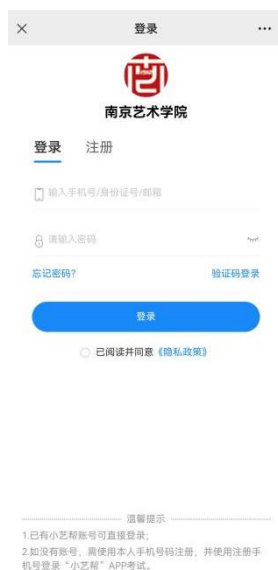 登录
南京艺术学院
登录 注册
输入手机号/身份证号/邮箱
请输入密码
忘记密码? 验证码登录
登录
已阅读并同意《隐私政策》
温馨提示
1.已有小艺帮账号可直接登录;
2.如没有账号，需使用本人手机号码注册，并使用注册手
机号登录“小艺帮”APP考试。